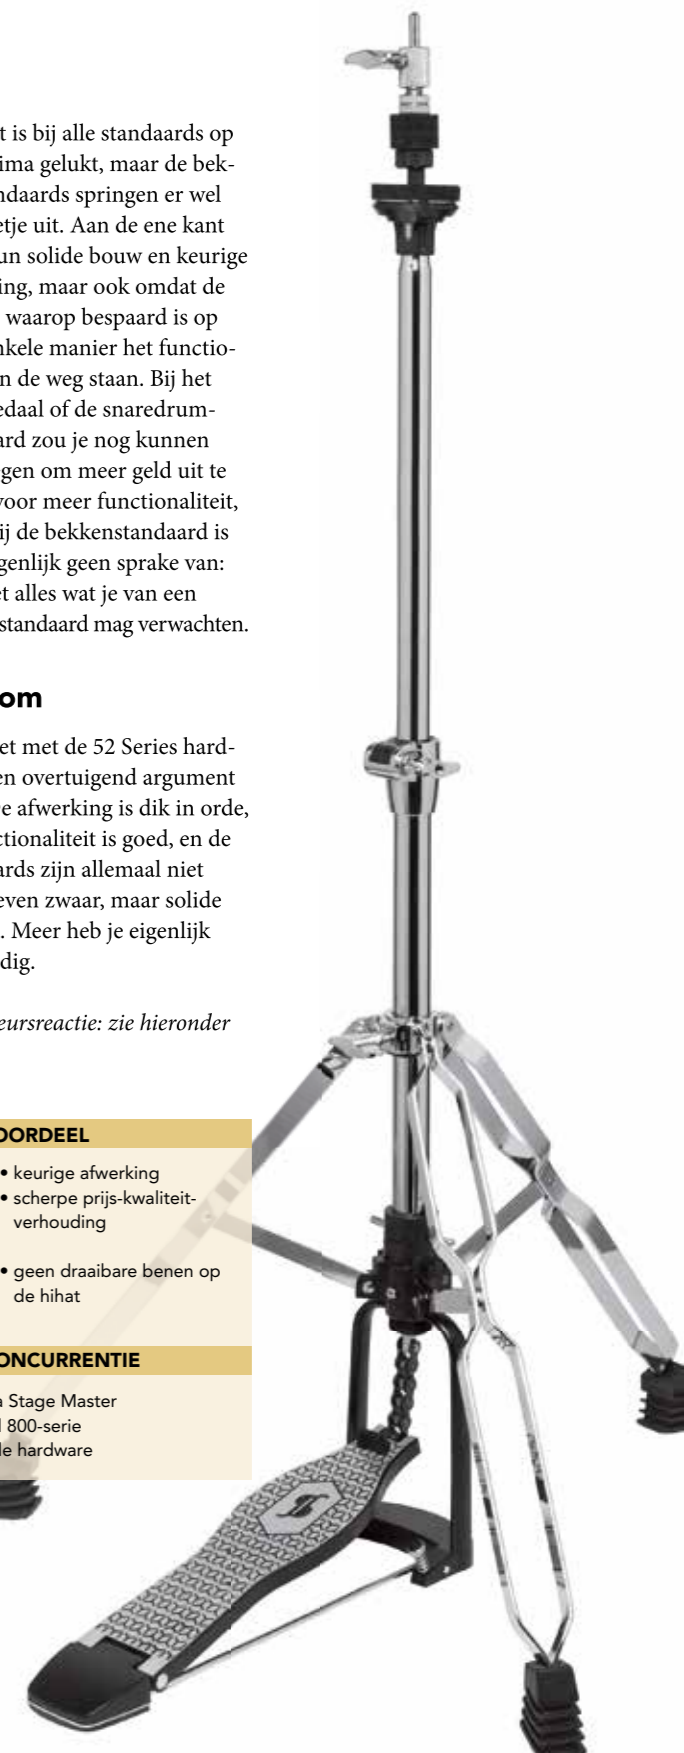 t is bij alle standaards op
ima gelukt, maar de bek-
ndaards springen er wel
etje uit. Aan de ene kant
un solide bouw en keurige
ing, maar ook omdat de
waarop bespaard is op
nkele manier het functio-
n de weg staan. Bij het
edaal of de snaredrum-
ard zou je nog kunnen
egen om meer geld uit te
voor meer functionaliteit,
ij de bekkenstandaard is
genlijk geen sprake van:
et alles wat je van een
standaard mag verwachten.
om
et met de 52 Series hard-
en overtuigend argument
e afwerking is dik in orde,
ctionaliteit is goed, en de
ards zijn allemaal niet
even zwaar, maar solide
. Meer heb je eigenlijk
dig.
eursreactie: zie hieronder
OORDEEL
• keurige afwerking
• scherpe prijs-kwaliteit-
verhouding
• geen draaibare benen op
de hihat
ONCURRENTIE
a Stage Master
l 800-serie
le hardware